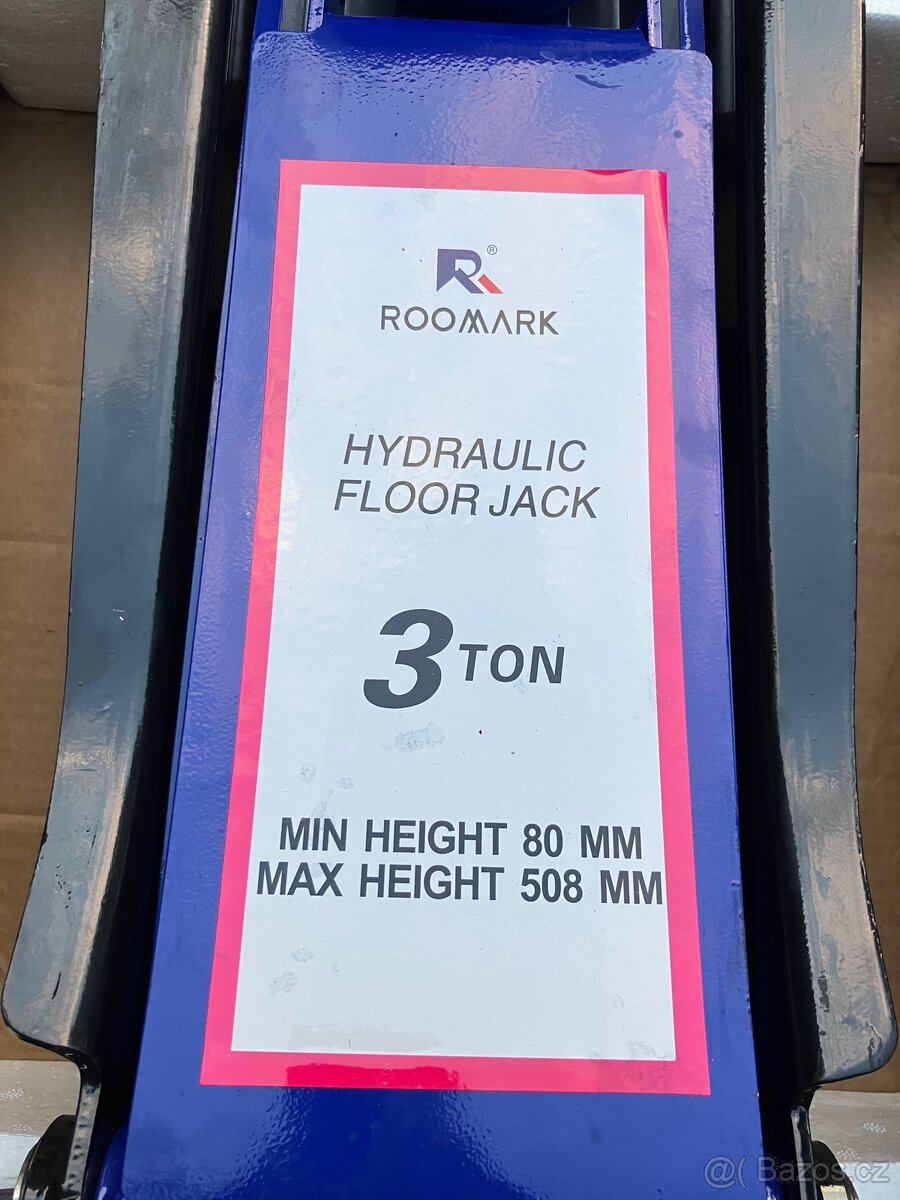 R®
ROOMARK
HYDRAULIC
FLOOR JACK
3 TON
MIN HEIGHT 80 MM
MAX HEIGHT 508 MM
@( Bazos.cz